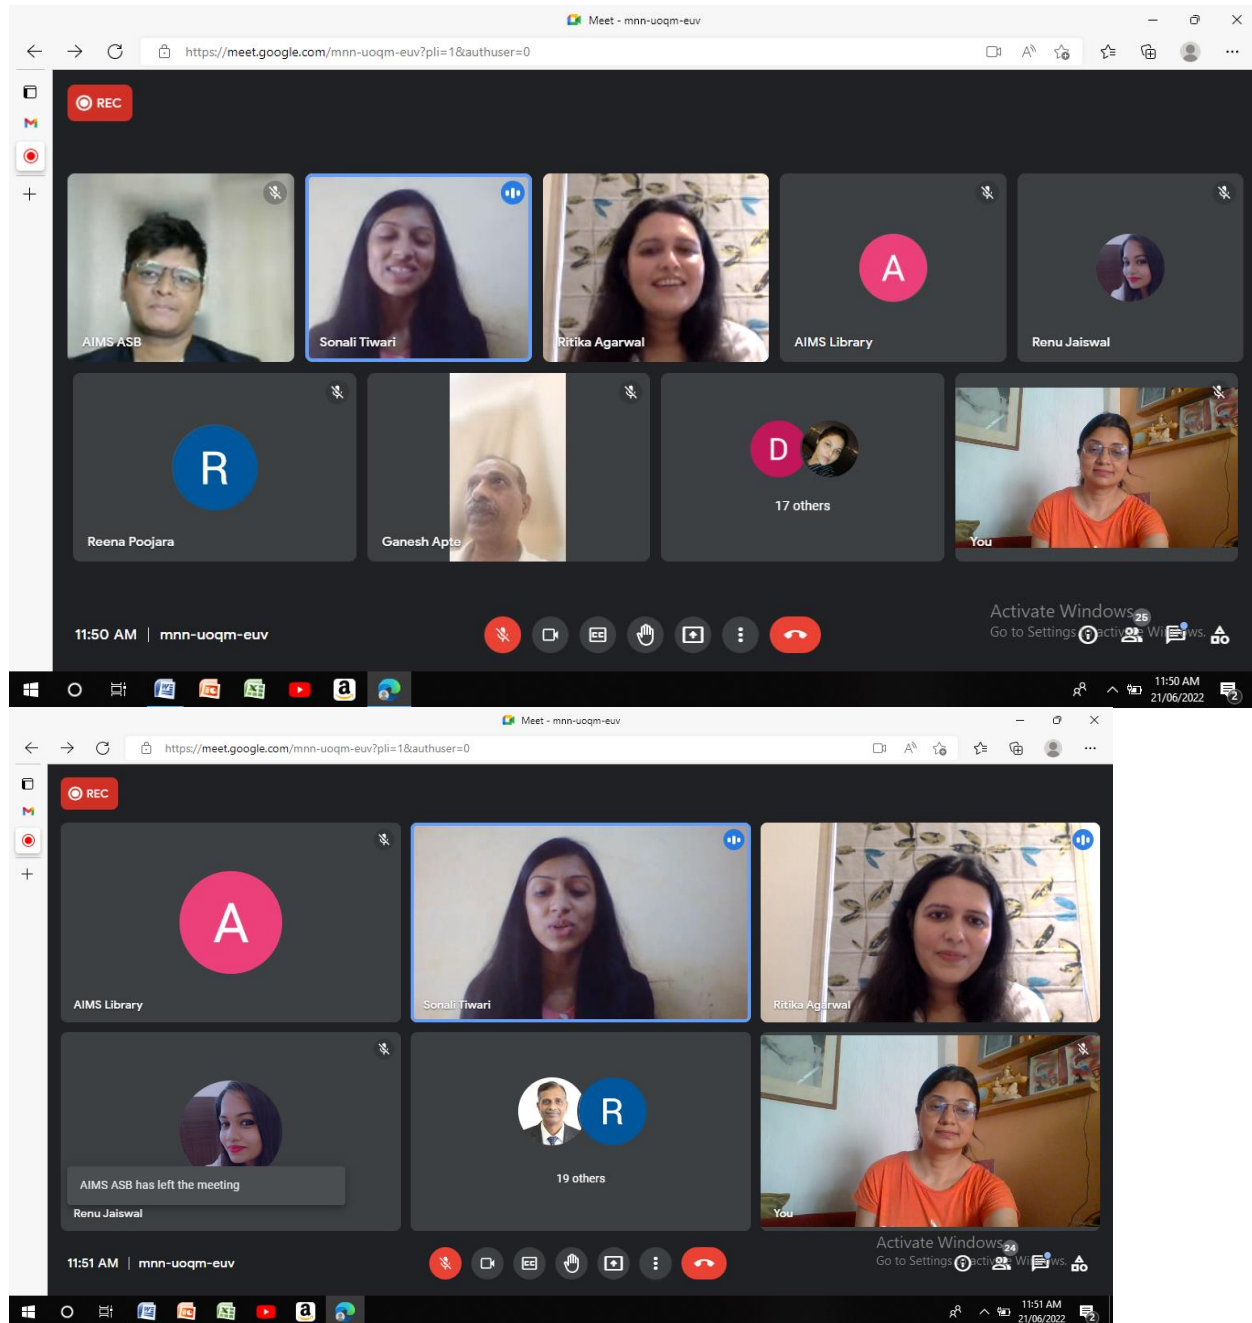 Meet - mnn-uoqm-euv
https://meet.google.com/mnn-uoqm-euv?pli=1&authuser=0
REC
AIMS ASB
Sonali Tiwari
Ritika Agarwal
A
AIMS Library
Renu Jaiswal
R
Reena Poojara
Ganesh Apte
D
17 others
You
Activate Windows
Go to Settings
25
11:50 AM | mnn-uoqm-euv
11:50 AM
21/06/2022
2
Meet - mnn-uoqm-euv
https://meet.google.com/mnn-uoqm-euv?pli=1&authuser=0
REC
A
AIMS Library
Sonali Tiwari
Ritika Agarwal
AIMS ASB has left the meeting
Renu Jaiswal
R
19 others
You
Activate Windows
Go to Settings
24
11:51 AM | mnn-uoqm-euv
11:51 AM
21/06/2022
2